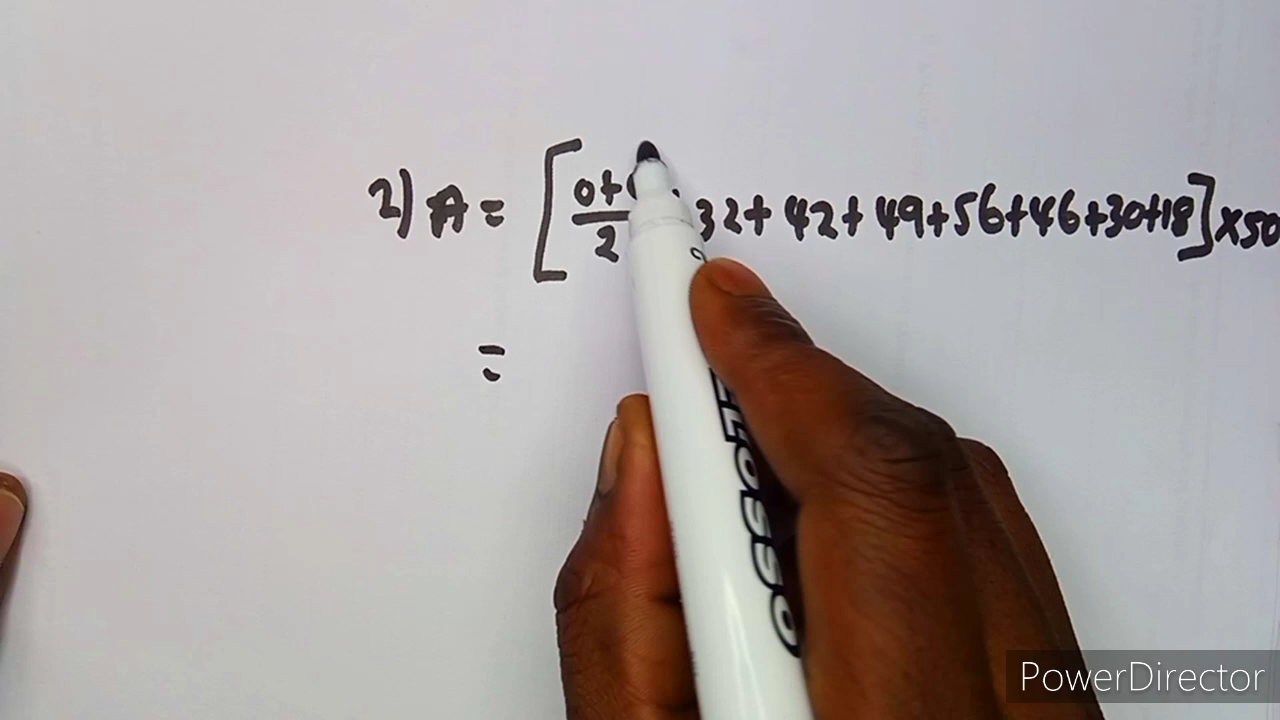 2) A = [ 0+ / 2 32+ 42+ 49+56+46+30+18 ] x50
=
PowerDirector